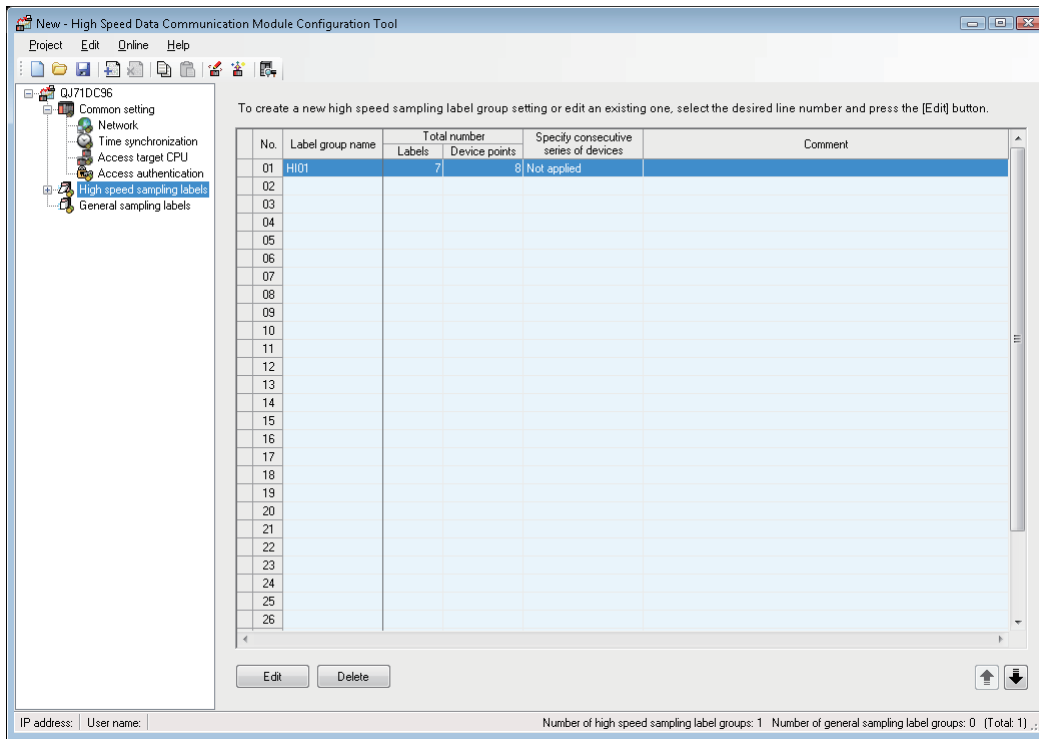 New - High Speed Data Communication Module Configuration Tool
Project Edit Online Help
QJ71DC96
Common setting
Network
Time synchronization
Access target CPU
Access authentication
High speed sampling labels
General sampling labels
To create a new high speed sampling label group setting or edit an existing one, select the desired line number and press the [Edit] button.
No. Label group name Total number Labels Device points Specify consecutive series of devices Comment
01 HI01 7 8 Not applied
02
03
04
05
06
07
08
09
10
11
12
13
14
15
16
17
18
19
20
21
22
23
24
25
26
Edit Delete
IP address: User name: Number of high speed sampling label groups: 1 Number of general sampling label groups: 0 (Total: 1)